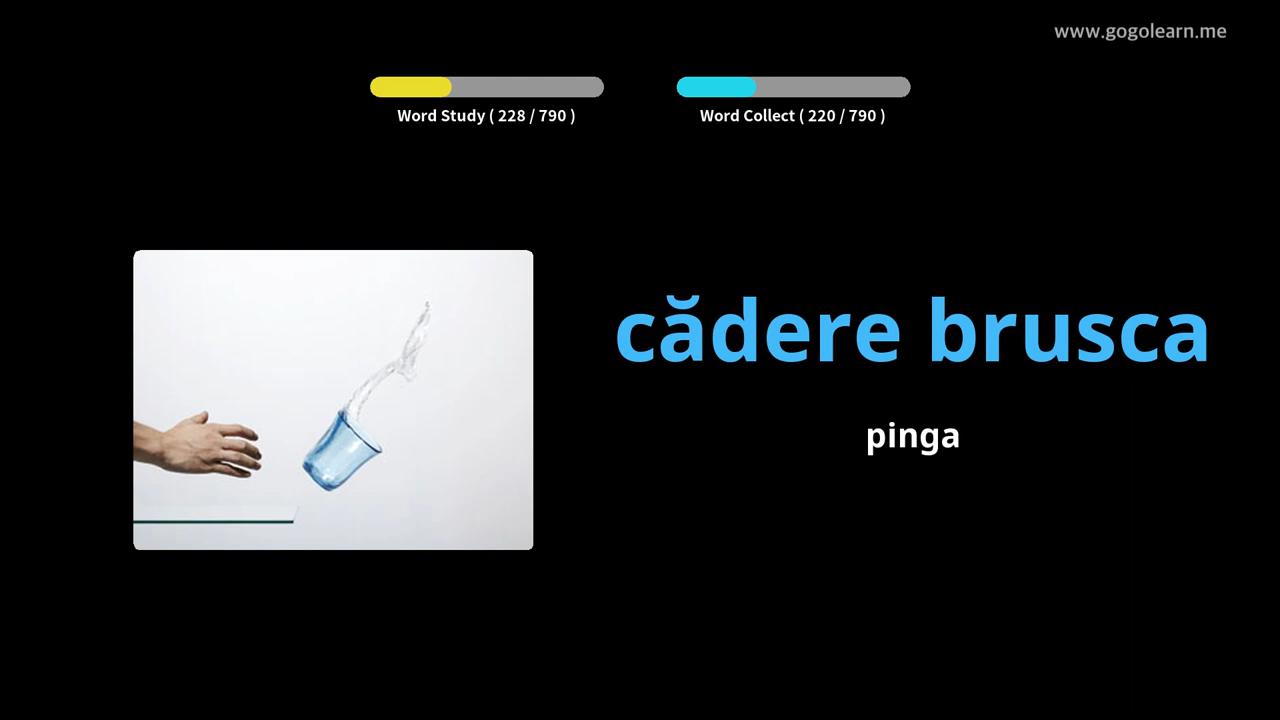 www.gogolearn.me
Word Study ( 228 / 790 )
Word Collect ( 220 / 790 )
cădere brusca
pinga